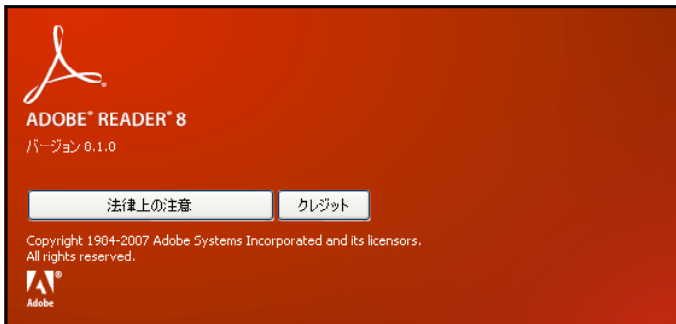 ADOBE® READER® 8
バージョン 0.1.0
法律上の注意
クレジット
Copyright 1984-2007 Adobe Systems Incorporated and its licensors.
All rights reserved.
Adobe